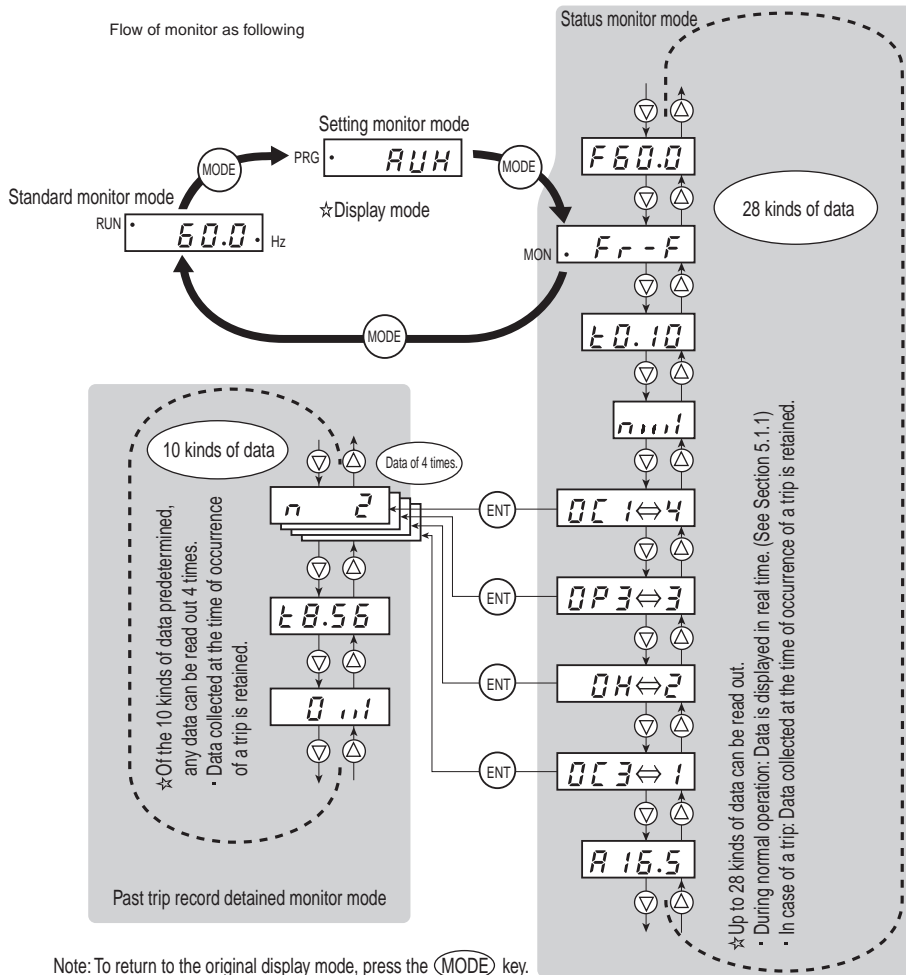 Flow of monitor as following
Status monitor mode
Setting monitor mode
PRG
AUH
MODE
MODE
Standard monitor mode
RUN
60.0
Hz
☆Display mode
MODE
F60.0
28 kinds of data
MON
Fr-F
t0.10
10 kinds of data
Data of 4 times.
n 2
ENT
OC1⇔4
t8.56
ENT
OP3⇔3
ENT
OH⇔2
ENT
OC3⇔1
A16.5
☆Of the 10 kinds of data predetermined,
any data can be read out 4 times.
- Data collected at the time of occurrence
of a trip is retained.
☆Up to 28 kinds of data can be read out.
- During normal operation: Data is displayed in real time. (See Section 5.1.1)
- In case of a trip: Data collected at the time of occurrence of a trip is retained.
Past trip record detained monitor mode
Note: To return to the original display mode, press the MODE key.